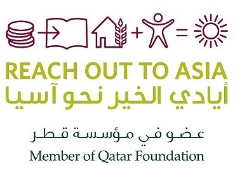 REACH OUT TO ASIA
أيادي الخير نحو آسيا
عضو في مؤسسة قطر
Member of Qatar Foundation